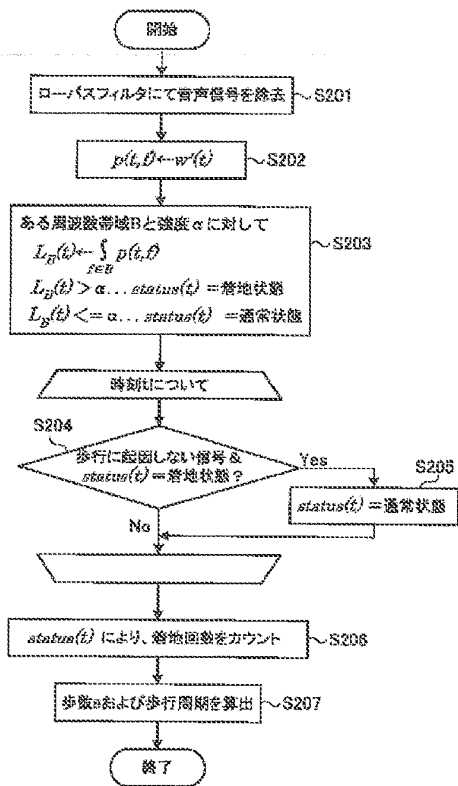 開始
ローパスフィルタにて音声信号を除去
S201
p(t,f)←w'(t)
S202
ある周波数帯域Bと強度αに対して
L_B(t)←∫p(t,f)
f∈B
L_B(t)>α…status(t)=着地状態
L_B(t)<=α…status(t)=通常状態
S203
時刻tについて
S204
歩行に起因しない信号&
status(t)=着地状態?
Yes
S205
status(t)=通常状態
No
status(t)により、着地回数をカウント
S206
歩数nおよび歩行周期を算出
S207
終了